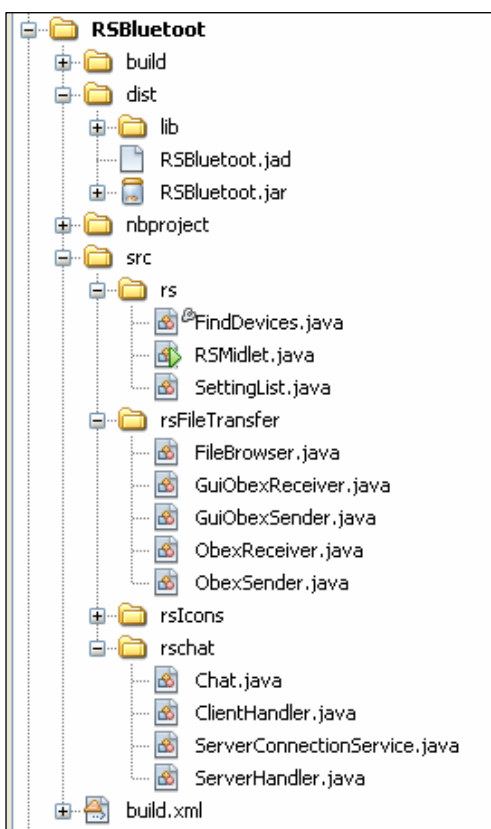 RSBluetoot
build
dist
lib
RSBluetoot.jad
RSBluetoot.jar
nbproject
src
rs
FindDevices.java
RSMidlet.java
SettingList.java
rsFileTransfer
FileBrowser.java
GuiObexReceiver.java
GuiObexSender.java
ObexReceiver.java
ObexSender.java
rsIcons
rschat
Chat.java
ClientHandler.java
ServerConnectionService.java
ServerHandler.java
build.xml